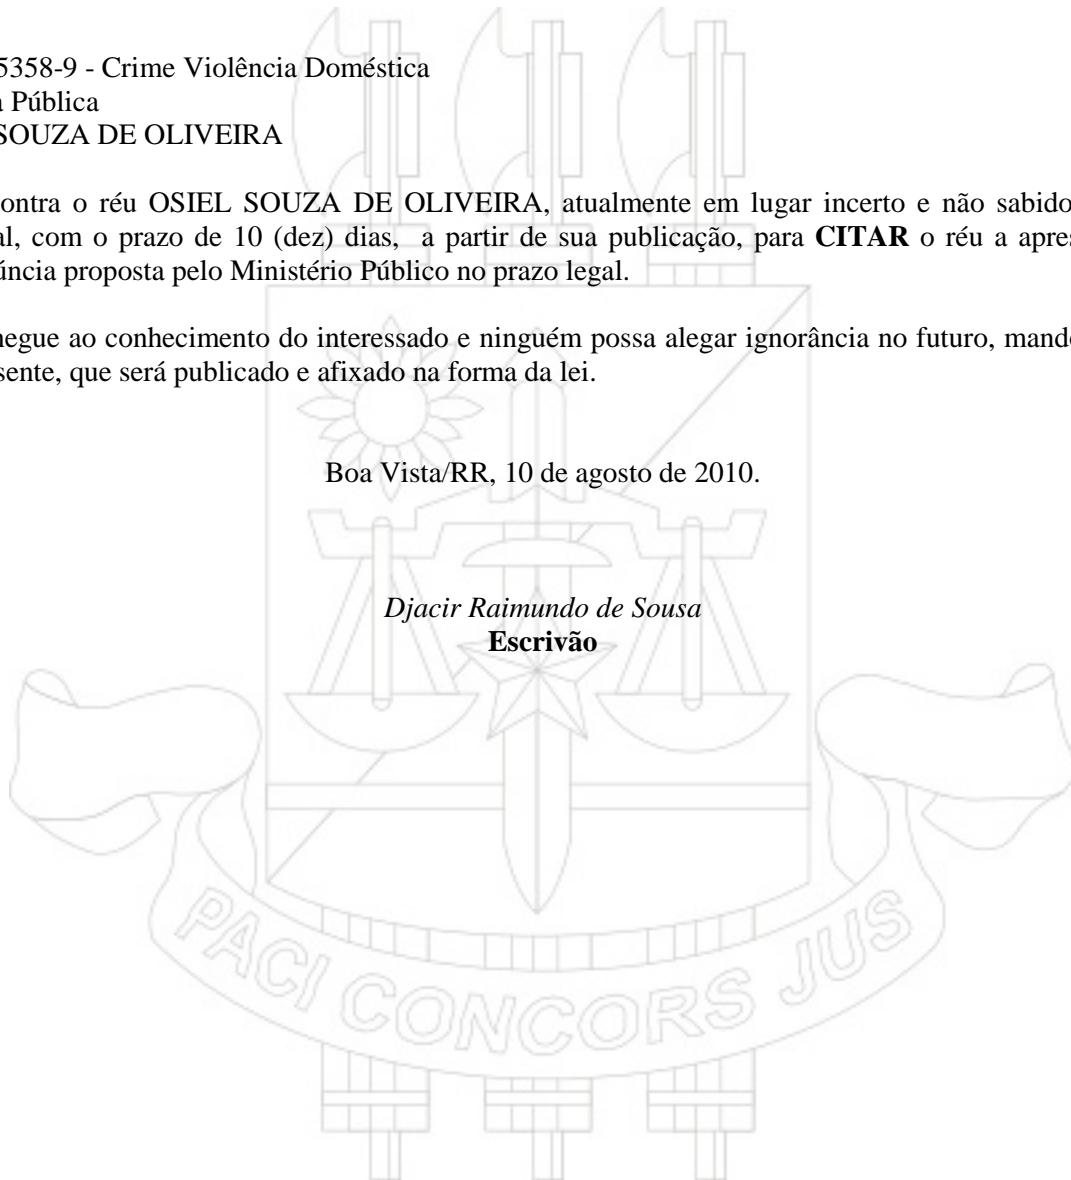 5358-9 - Crime Violência Doméstica
a Pública
SOUZA DE OLIVEIRA
ontra o réu OSIEL SOUZA DE OLIVEIRA, atualmente em lugar incerto e não sabido
al, com o prazo de 10 (dez) dias, a partir de sua publicação, para CITAR o réu a apres
úncia proposta pelo Ministério Público no prazo legal.
hegue ao conhecimento do interessado e ninguém possa alegar ignorância no futuro, mand
sente, que será publicado e afixado na forma da lei.
Boa Vista/RR, 10 de agosto de 2010.
Djacir Raimundo de Sousa
Escrivão
PACI CONCORS JUS